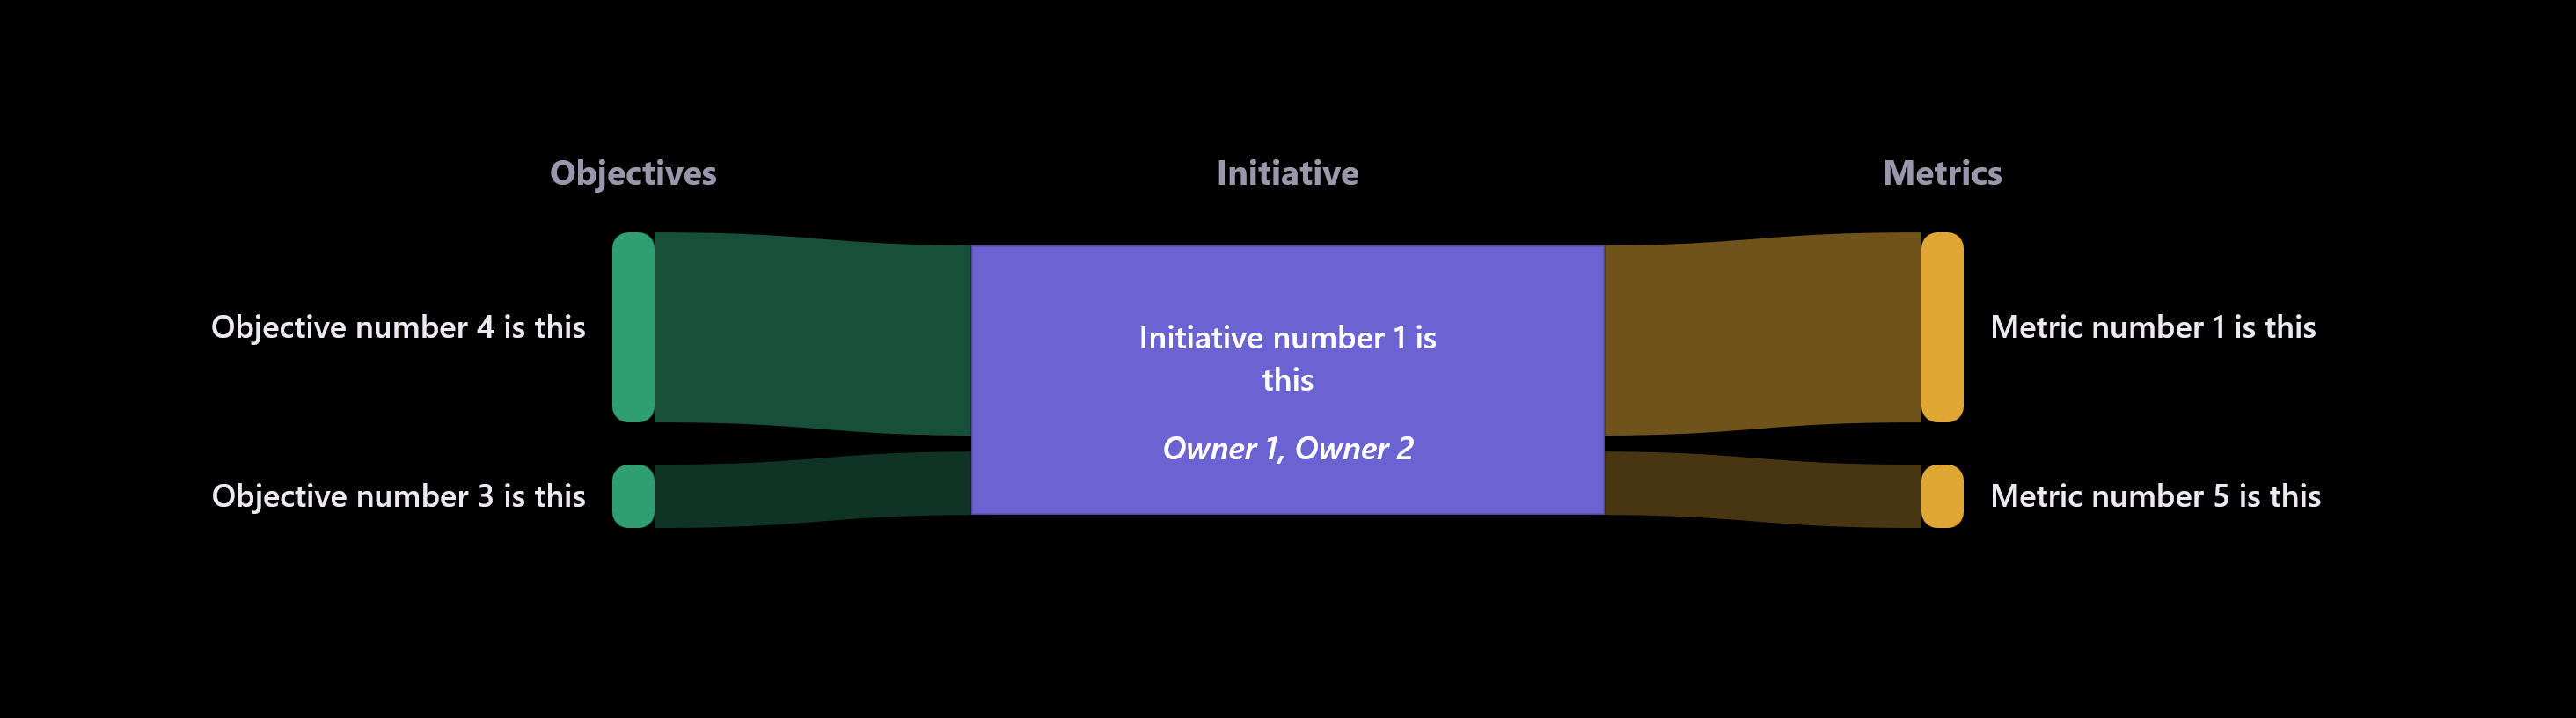 Objectives
Initiative
Metrics
Objective number 4 is this
Initiative number 1 is
this
Owner 1, Owner 2
Metric number 1 is this
Objective number 3 is this
Metric number 5 is this